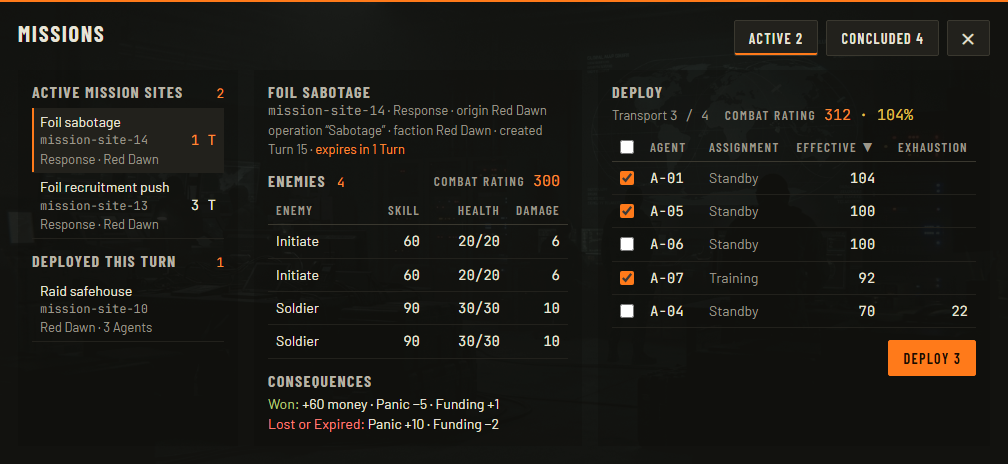 MISSIONS
ACTIVE 2
CONCLUDED 4
✕
ACTIVE MISSION SITES 2
Foil sabotage
mission-site-14 1 T
Response · Red Dawn
Foil recruitment push
mission-site-13 3 T
Response · Red Dawn
DEPLOYED THIS TURN 1
Raid safehouse
mission-site-10
Red Dawn · 3 Agents
FOIL SABOTAGE
mission-site-14 · Response · origin Red Dawn
operation “Sabotage” · faction Red Dawn · created
Turn 15 · expires in 1 Turn
ENEMIES 4 COMBAT RATING 300
ENEMY SKILL HEALTH DAMAGE
Initiate 60 20/20 6
Initiate 60 20/20 6
Soldier 90 30/30 10
Soldier 90 30/30 10
CONSEQUENCES
Won: +60 money · Panic −5 · Funding +1
Lost or Expired: Panic +10 · Funding −2
DEPLOY
Transport 3 / 4 COMBAT RATING 312 · 104%
AGENT ASSIGNMENT EFFECTIVE ▼ EXHAUSTION
A-01 Standby 104
A-05 Standby 100
A-06 Standby 100
A-07 Training 92
A-04 Standby 70 22
DEPLOY 3